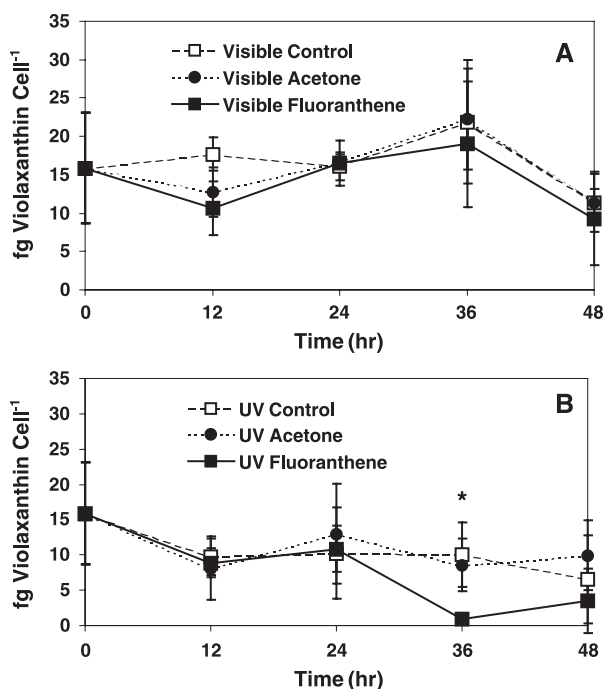 A
Visible Control
Visible Acetone
Visible Fluoranthene
fg Violaxanthin Cell-1
35
30
25
20
15
10
5
0
0 12 24 36 48
Time (hr)
B
UV Control
UV Acetone
UV Fluoranthene
*
fg Violaxanthin Cell-1
35
30
25
20
15
10
5
0
0 12 24 36 48
Time (hr)